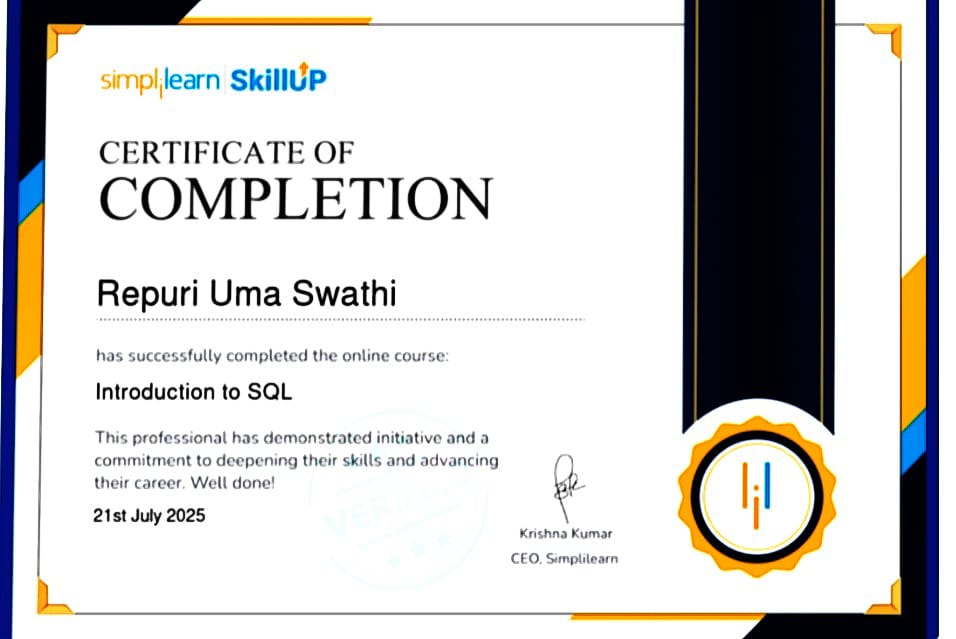 simplilearn SkillUP
CERTIFICATE OF
COMPLETION
Repuri Uma Swathi
has successfully completed the online course:
Introduction to SQL
This professional has demonstrated initiative and a
commitment to deepening their skills and advancing
their career. Well done!
21st July 2025
Krishna Kumar
CEO, Simplilearn